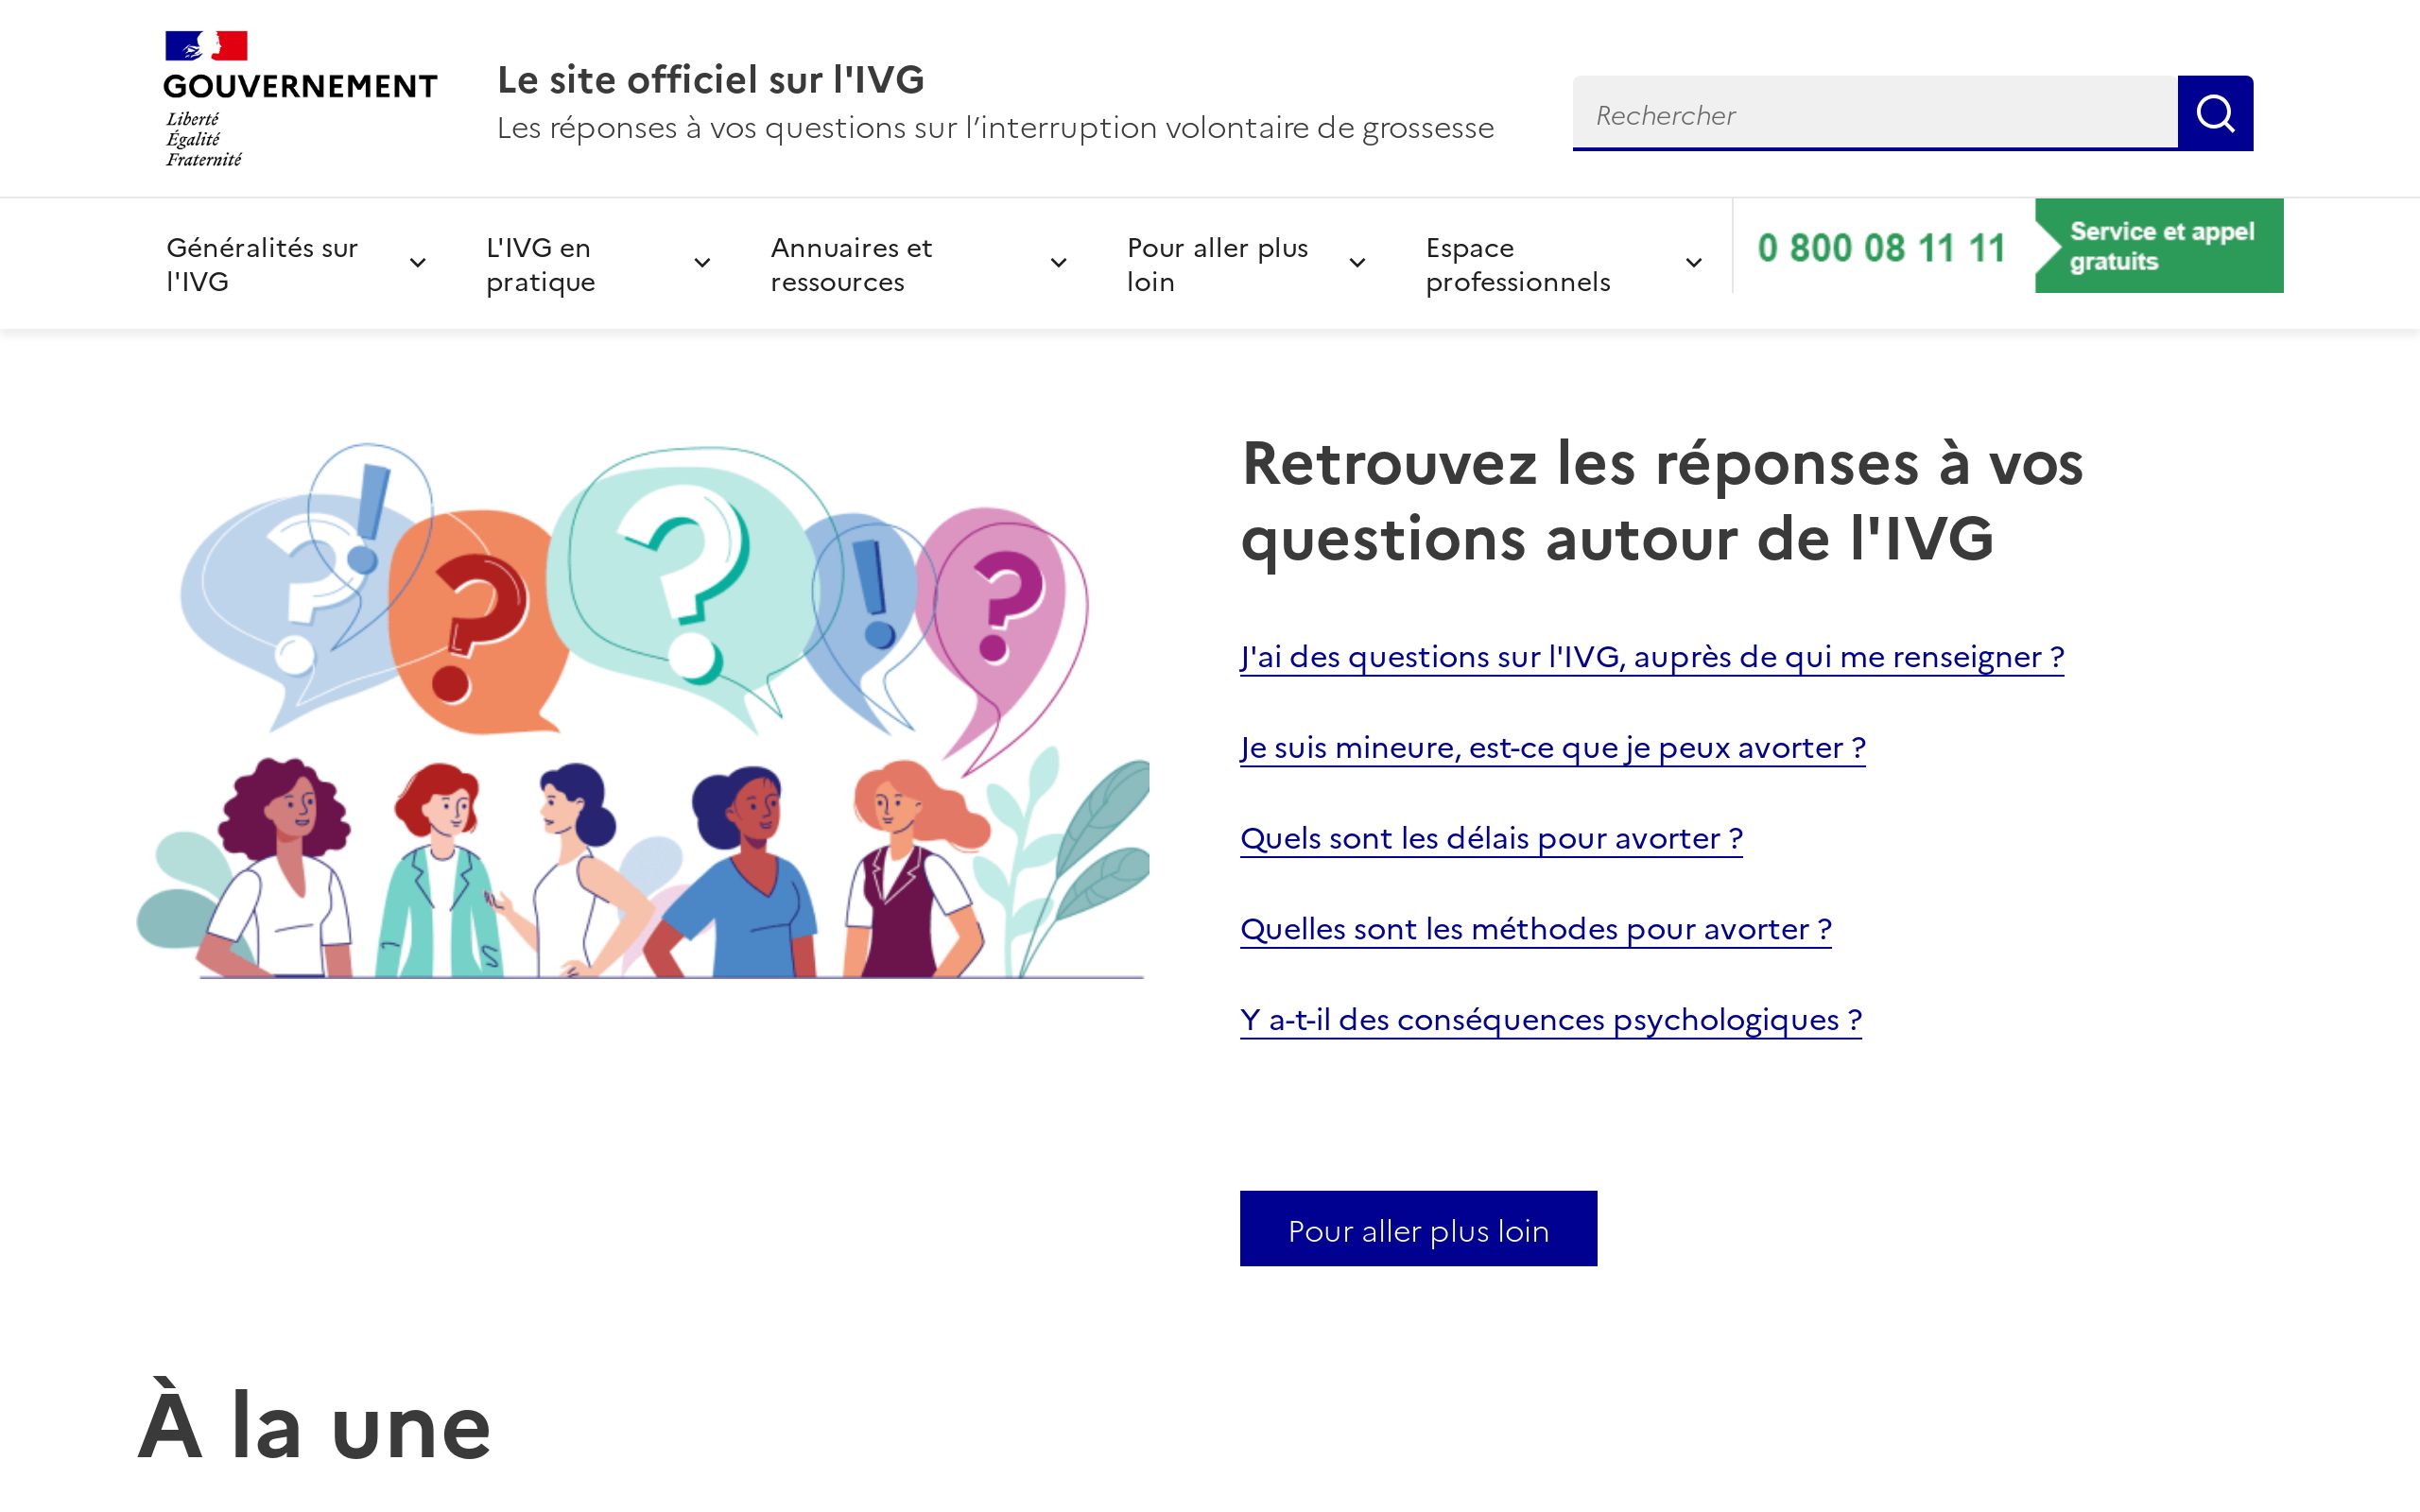 GOUVERNEMENT
Liberté
Égalité
Fraternité
Le site officiel sur l'IVG
Les réponses à vos questions sur l’interruption volontaire de grossesse
Rechercher
Généralités sur
l'IVG
L'IVG en
pratique
Annuaires et
ressources
Pour aller plus
loin
Espace
professionnels
0 800 08 11 11
Service et appel
gratuits
Retrouvez les réponses à vos
questions autour de l'IVG
J'ai des questions sur l'IVG, auprès de qui me renseigner ?
Je suis mineure, est-ce que je peux avorter ?
Quels sont les délais pour avorter ?
Quelles sont les méthodes pour avorter ?
Y a-t-il des conséquences psychologiques ?
Pour aller plus loin
À la une